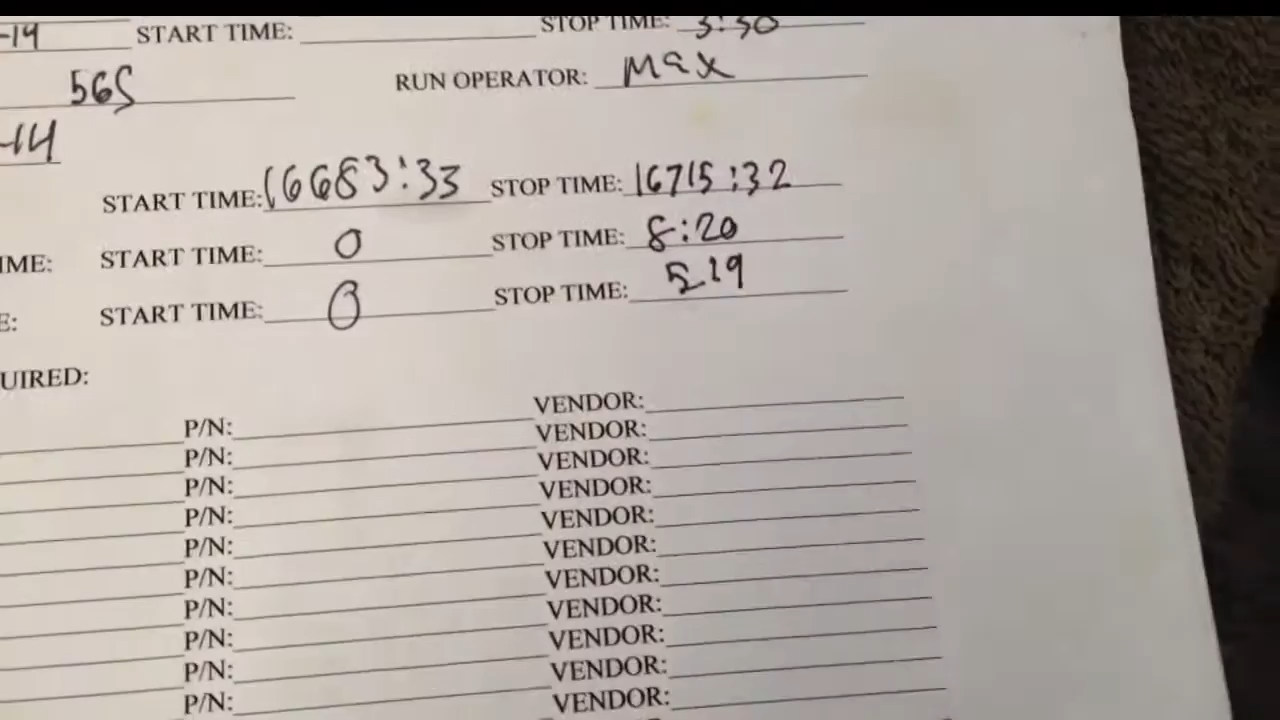 -19 START TIME: STOP TIME: 3:30
565 RUN OPERATOR: Max
-14
START TIME: 16683:33 STOP TIME: 16715:32
IME: START TIME: 0 STOP TIME: 8:20
E: START TIME: 0 STOP TIME: 519
UIRED:
P/N: VENDOR:
P/N: VENDOR:
P/N: VENDOR:
P/N: VENDOR:
P/N: VENDOR:
P/N: VENDOR:
P/N: VENDOR:
P/N: VENDOR:
P/N: VENDOR:
P/N: VENDOR:
VENDOR: